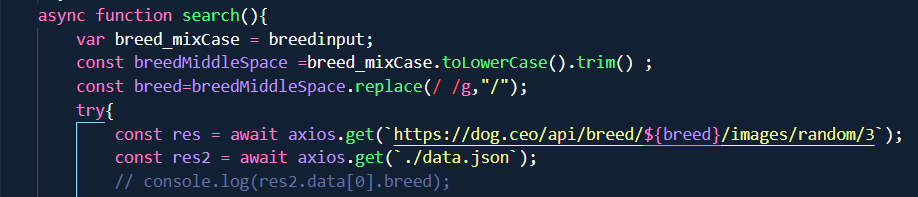 async function search(){
var breed_mixCase = breedinput;
const breedMiddleSpace =breed_mixCase.toLowerCase().trim() ;
const breed=breedMiddleSpace.replace(/ /g,"/");
try{
const res = await axios.get(`https://dog.ceo/api/breed/${breed}/images/random/3`);
const res2 = await axios.get(`./data.json`);
// console.log(res2.data[0].breed);